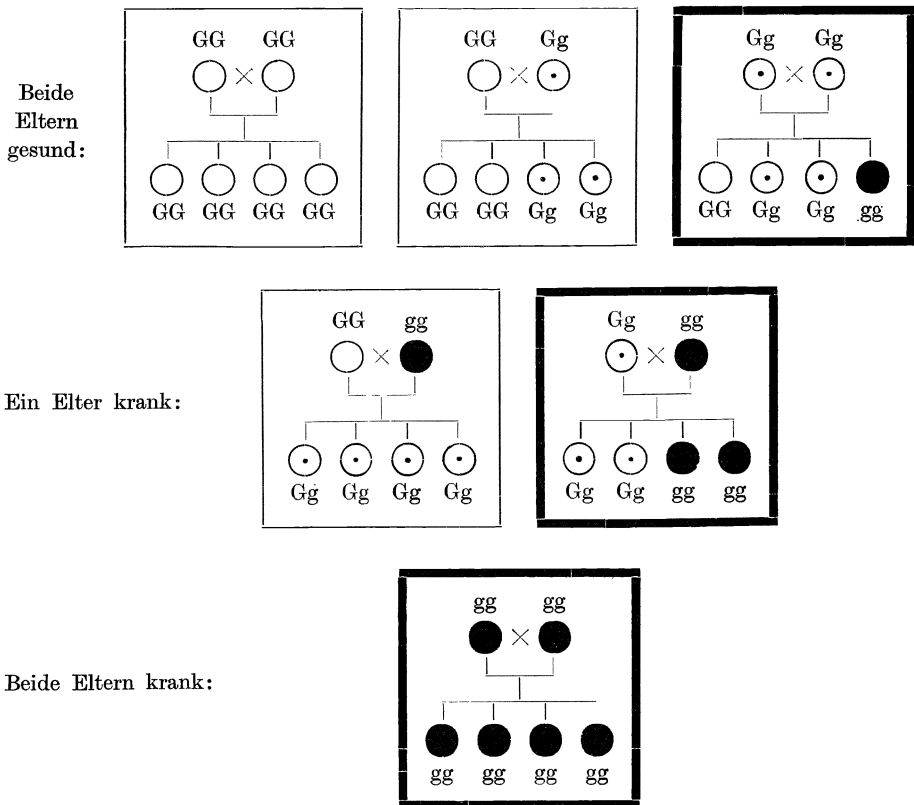 GG GG
GG Gg
Gg Gg
Beide
Eltern
gesund:
GG GG GG GG
GG GG Gg Gg
GG Gg Gg gg
GG gg
Gg gg
Ein Elter krank:
Gg Gg Gg Gg
Gg Gg gg gg
gg gg
Beide Eltern krank:
gg gg gg gg